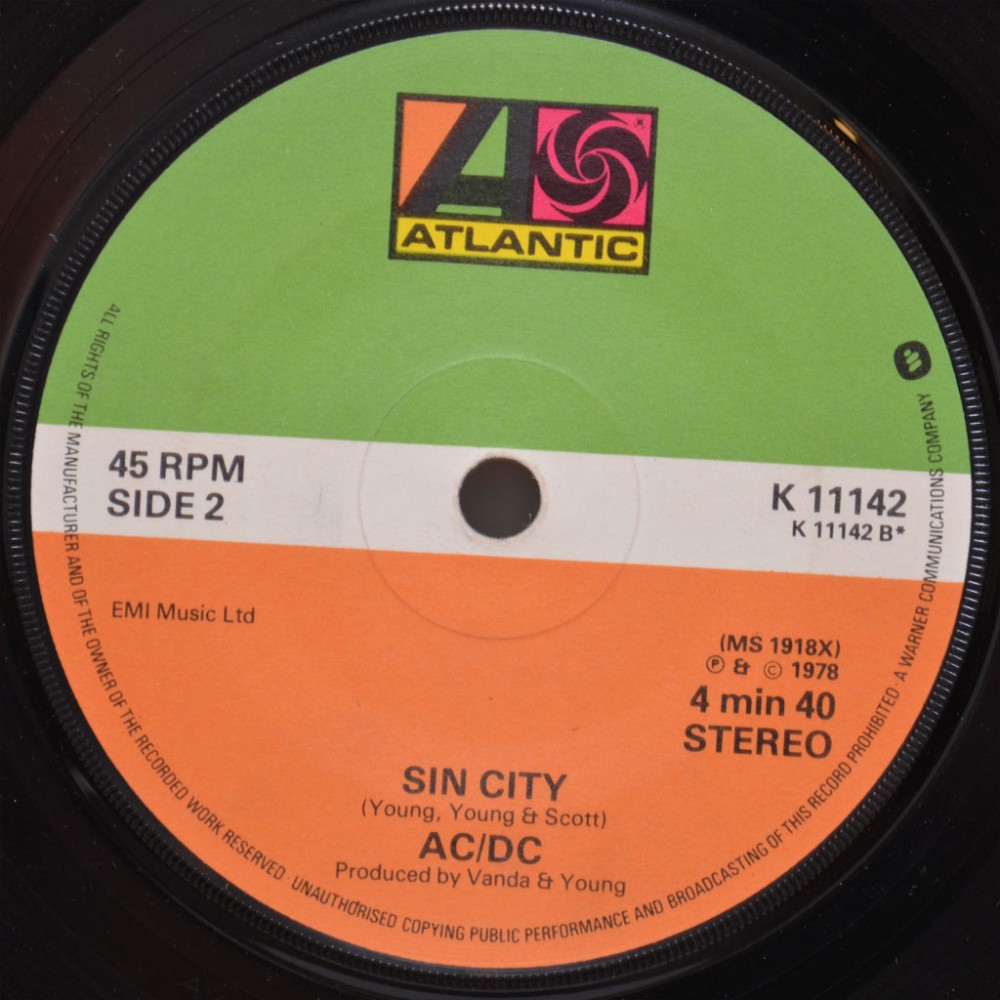 ATLANTIC
®
45 RPM
SIDE 2
K 11142
K 11142 B*
EMI Music Ltd
(MS 1918X)
℗ & © 1978
4 min 40
STEREO
SIN CITY
(Young, Young & Scott)
AC/DC
Produced by Vanda & Young
ALL RIGHTS OF THE MANUFACTURER AND OF THE OWNER OF THE RECORDED WORK RESERVED · UNAUTHORISED COPYING PUBLIC PERFORMANCE AND BROADCASTING OF THIS RECORD PROHIBITED · A WARNER COMMUNICATIONS COMPANY